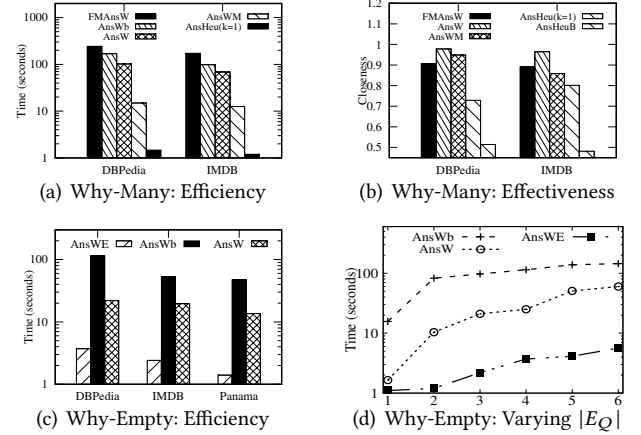 1000
100
10
1
Time (seconds)
FMAnsW
AnsWb
AnsW
AnsWM
AnsHeu(k=1)
DBPedia IMDB
(a) Why-Many: Efficiency
1.2
1.1
1
0.9
0.8
0.7
0.6
0.5
Closeness
FMAnsW
AnsW
AnsWM
AnsHeu(k=1)
AnsHeuB
DBPedia IMDB
(b) Why-Many: Effectiveness
AnsWE AnsWb AnsW
100
10
1
Time (seconds)
DBPedia IMDB Panama
(c) Why-Empty: Efficiency
AnsWb
AnsW
AnsWE
100
10
1
Time (seconds)
1 2 3 4 5 6
(d) Why-Empty: Varying |E_Q|